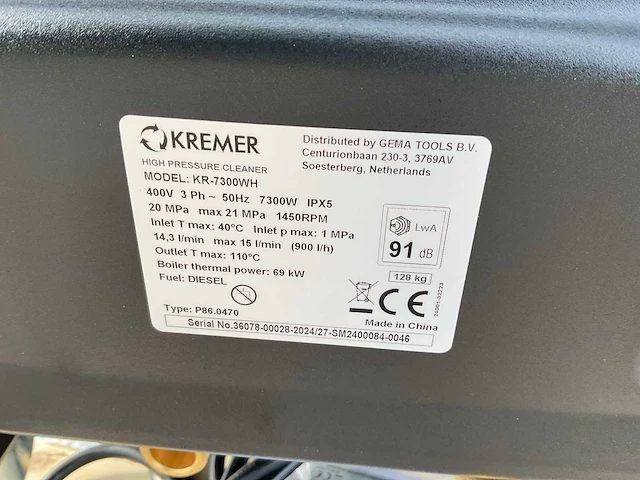 KREMER
Distributed by GEMA TOOLS B.V.
Centurionbaan 230-3, 3769AV
Soesterberg, Netherlands
HIGH PRESSURE CLEANER
MODEL: KR-7300WH
400V 3 Ph ~ 50Hz 7300W IPX5
20 MPa max 21 MPa 1450RPM
Inlet T max: 40°C Inlet p max: 1 MPa
14,3 l/min max 15 l/min (900 l/h)
Outlet T max: 110°C
Boiler thermal power: 69 kW
Fuel: DIESEL
LwA
91 dB
128 kg
CE
Made in China
Type: P86.0470
Serial No.36078-00028-2024/27-SM2400084-0046